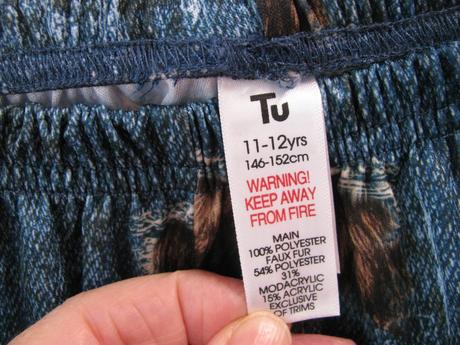 Tu
11-12yrs
146-152cm
WARNING!
KEEP AWAY
FROM FIRE
MAIN
100% POLYESTER
FAUX FUR
54% POLYESTER
31%
MODACRYLIC
15% ACRYLIC
EXCLUSIVE
OF TRIMS